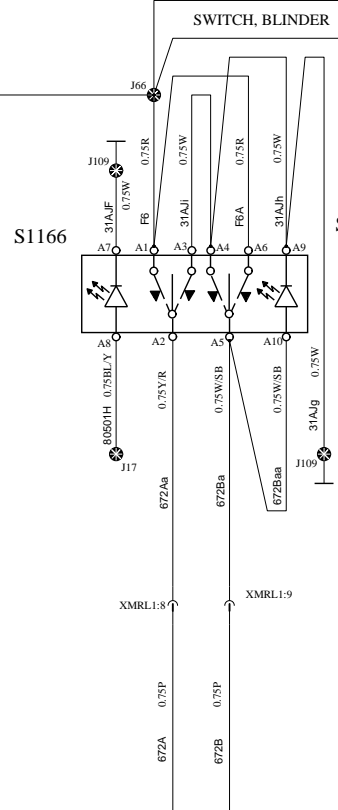 SWITCH, BLINDER
J66
0.75R
0.75W
0.75R
0.75W
J109
0.75W
31AJF
F6
31AJi
F6A
31AJh
S1166
S
A7
A1
A3
A4
A6
A9
A8
A2
A5
A10
0.75BL/Y
0.75Y/R
0.75W/SB
0.75W/SB
0.75W
80501H
31AJg
J17
J109
672Aa
672Ba
672Baa
XMRL1:8
XMRL1:9
0.75P
0.75P
672A
672B